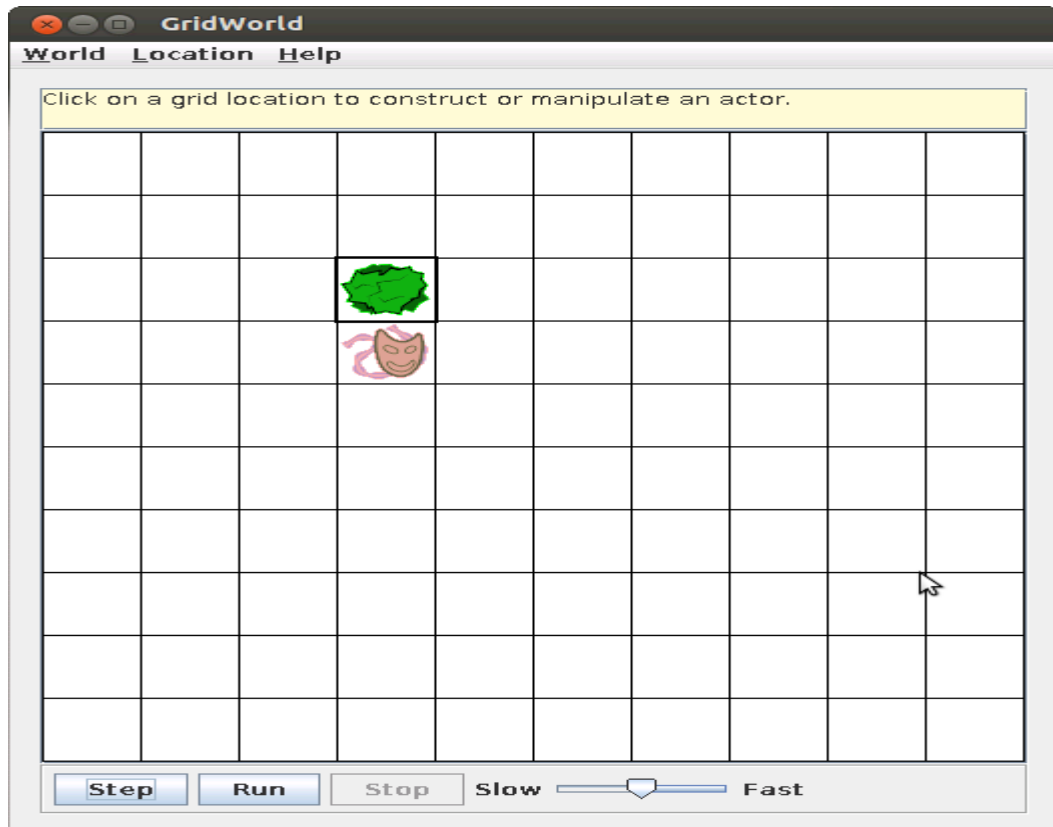 GridWorld
World Location Help
Click on a grid location to construct or manipulate an actor.
Step Run Stop Slow Fast